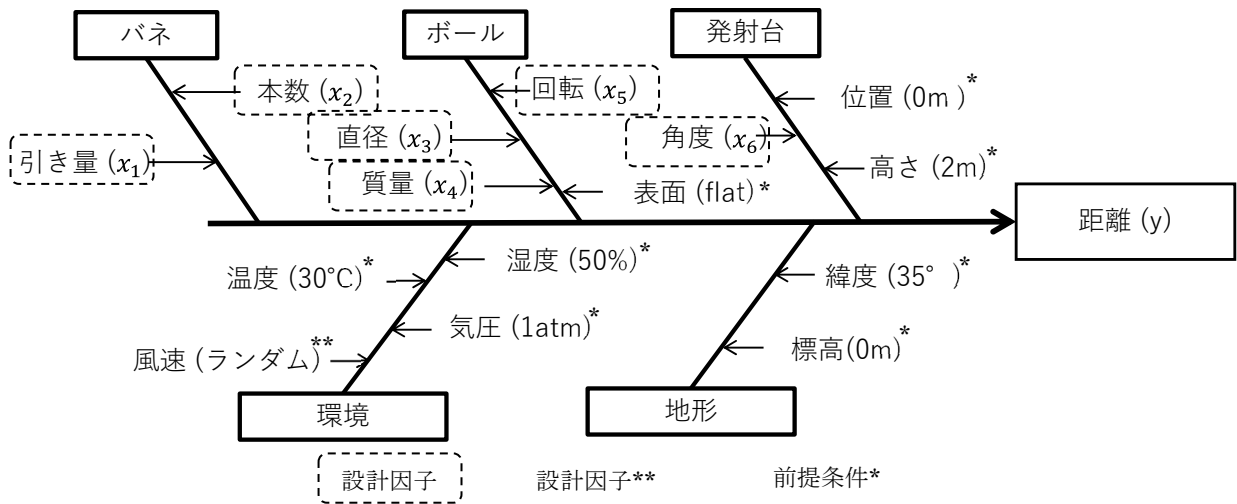 バネ
ボール
発射台
本数 (x₂)
引き量 (x₁)
回転 (x₅)
直径 (x₃)
質量 (x₄)
表面 (flat)*
位置 (0m )*
角度 (x₆)
高さ (2m)*
距離 (y)
温度 (30°C)*
湿度 (50%)*
気圧 (1atm)*
風速 (ランダム)**
緯度 (35°)*
標高(0m)*
環境
地形
設計因子
設計因子**
前提条件*